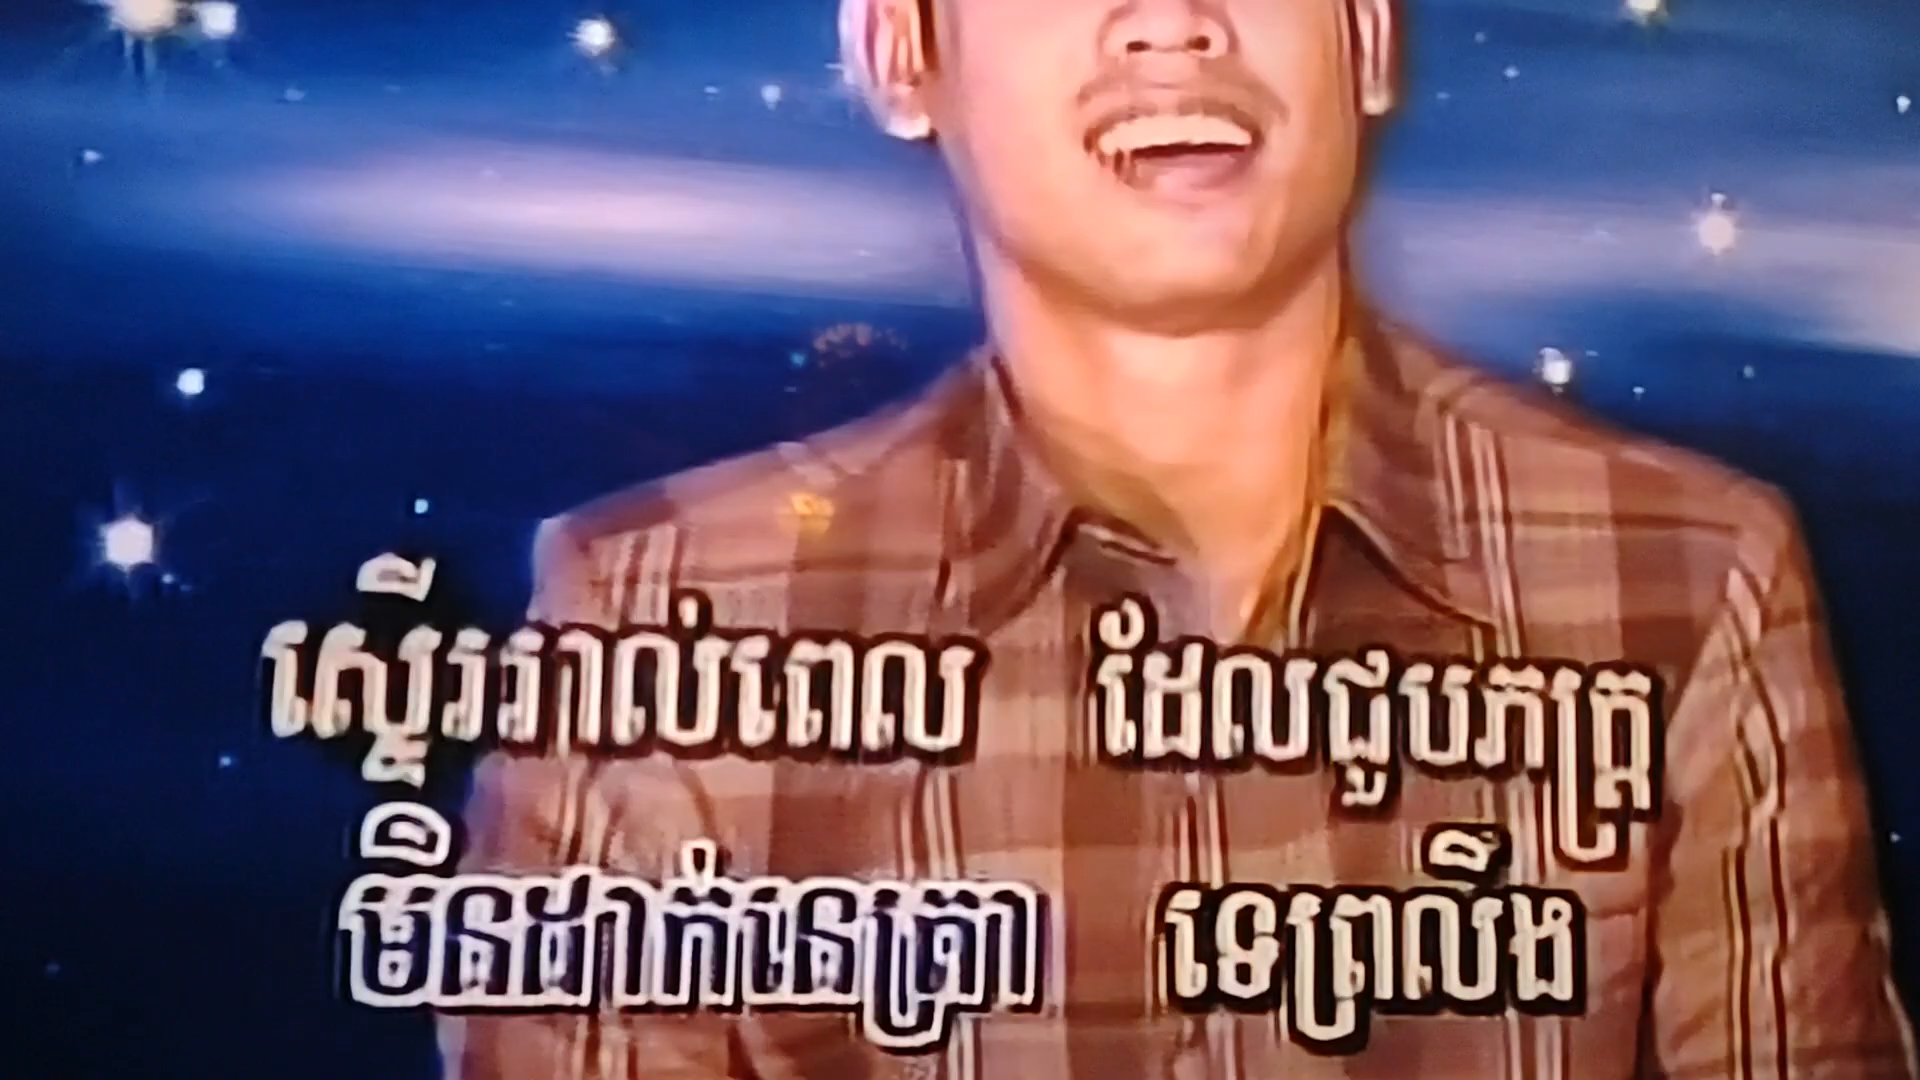 ស្ទើររាល់ពេល ដែលជួបភក្ត្រ
មិនដាក់នេត្រា ទេព្រលឹង